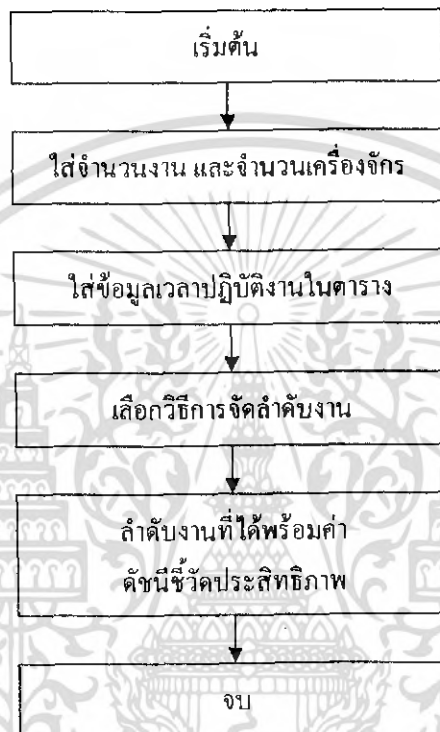 เริ่มต้น
ใส่จำนวนงาน และจำนวนเครื่องจักร
ใส่ข้อมูลเวลาปฏิบัติงานในตาราง
เลือกวิธีการจัดลำดับงาน
ลำดับงานที่ได้พร้อมค่า
ดัชนีชี้วัดประสิทธิภาพ
จบ